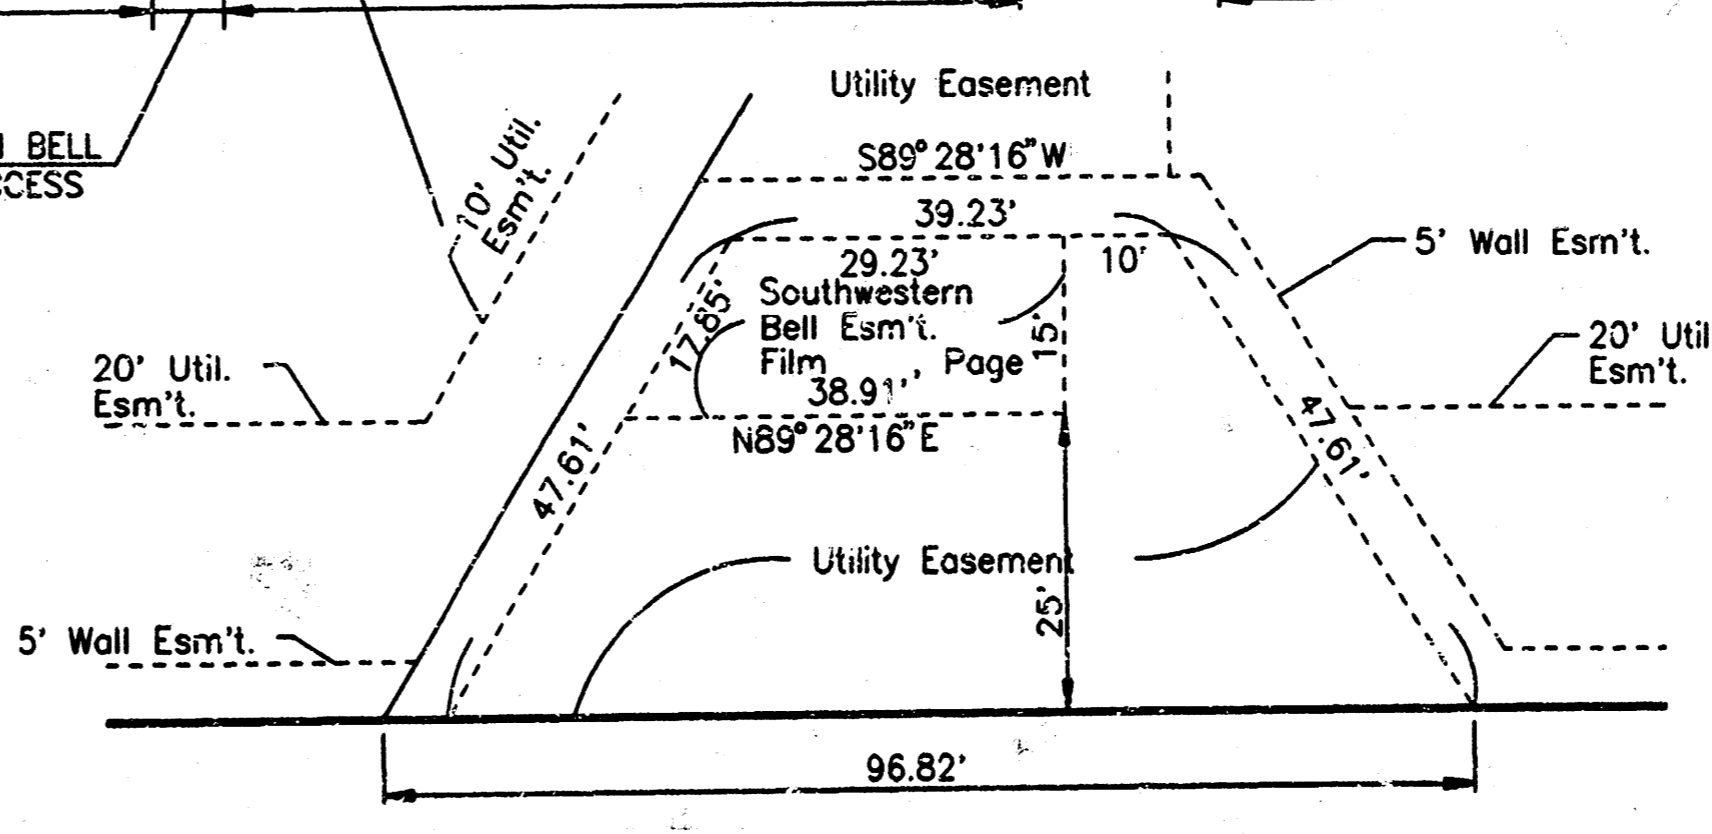 Utility Easement
BELL
CCESS
10' Util.
Esm't.
S89°28'16"W
39.23'
29.23'
10'
5' Wall Esm't.
Southwestern
Bell Esm't.
Film , Page
17.85'
15'
38.91'
N89°28'16"E
20' Util.
Esm't.
20' Util
Esm't.
47.61'
47.61'
Utility Easement
25'
5' Wall Esm't.
96.82'